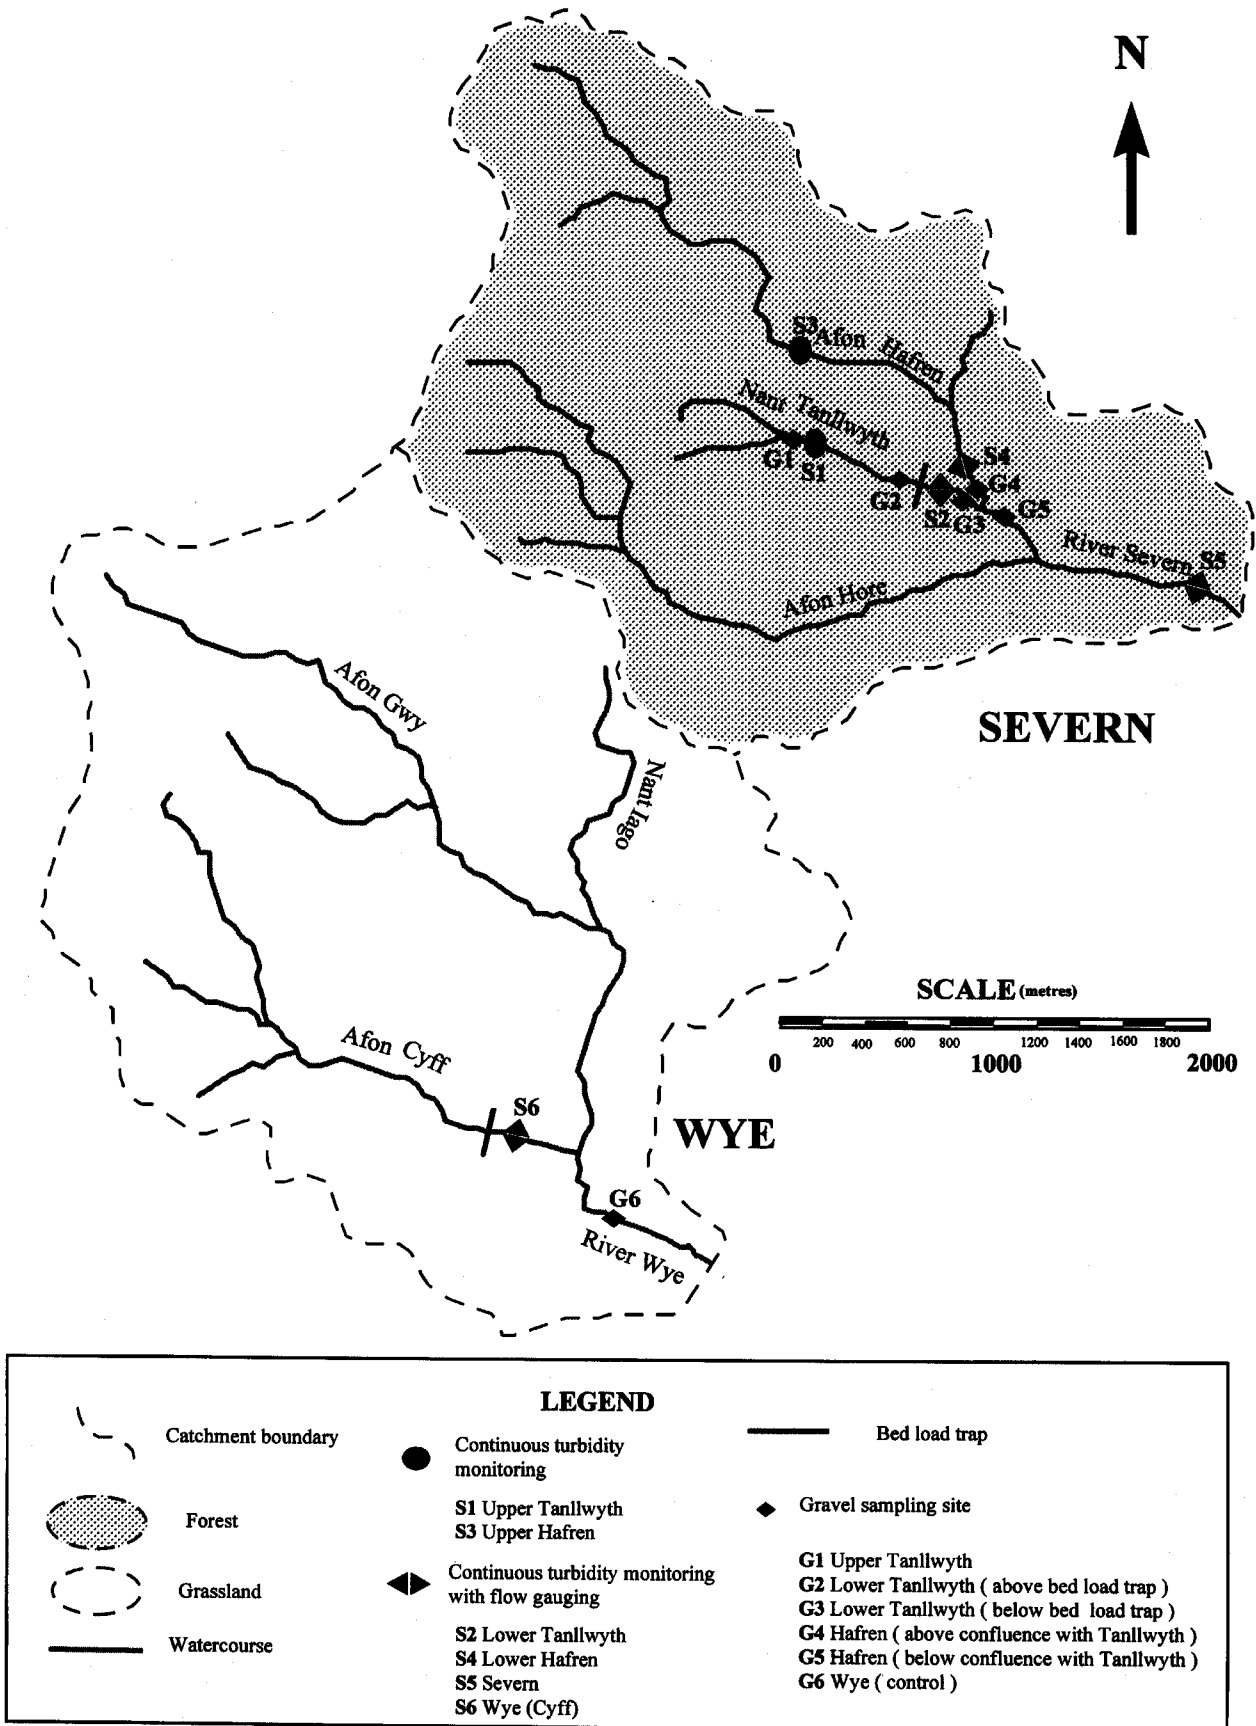 N
S3
Afon Hafren
Nant Tanllwyth
G1
S1
G2
S2
G3
S4
G4
G5
River Severn
S5
Afon Hore
SEVERN
Afon Gwy
Nant Iago
SCALE (metres)
200 400 600 800 1200 1400 1600 1800
0 1000 2000
Afon Cyff
S6
WYE
G6
River Wye
LEGEND
Catchment boundary
Forest
Grassland
Watercourse
Continuous turbidity
monitoring
S1 Upper Tanllwyth
S3 Upper Hafren
Continuous turbidity monitoring
with flow gauging
S2 Lower Tanllwyth
S4 Lower Hafren
S5 Severn
S6 Wye (Cyff)
Bed load trap
Gravel sampling site
G1 Upper Tanllwyth
G2 Lower Tanllwyth ( above bed load trap )
G3 Lower Tanllwyth ( below bed load trap )
G4 Hafren ( above confluence with Tanllwyth )
G5 Hafren ( below confluence with Tanllwyth )
G6 Wye ( control )